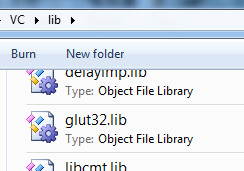 VC ▸ lib ▸
Burn New folder
delayimp.lib
Type: Object File Library
glut32.lib
Type: Object File Library
libcmt.lib